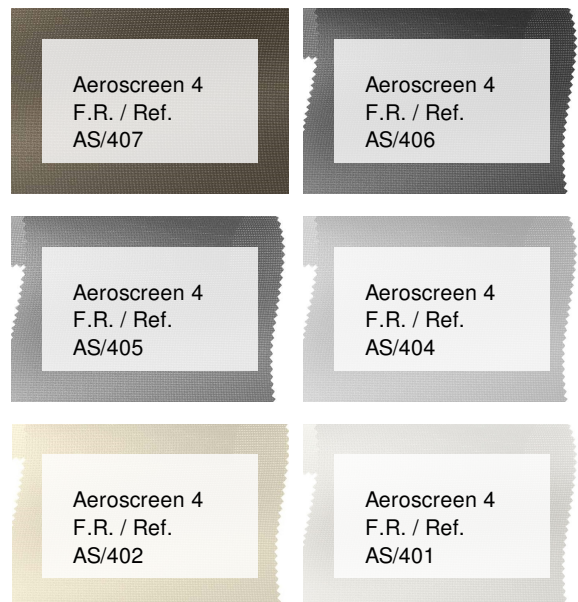 Aeroscreen 4
F.R. / Ref.
AS/407
Aeroscreen 4
F.R. / Ref.
AS/406
Aeroscreen 4
F.R. / Ref.
AS/405
Aeroscreen 4
F.R. / Ref.
AS/404
Aeroscreen 4
F.R. / Ref.
AS/402
Aeroscreen 4
F.R. / Ref.
AS/401